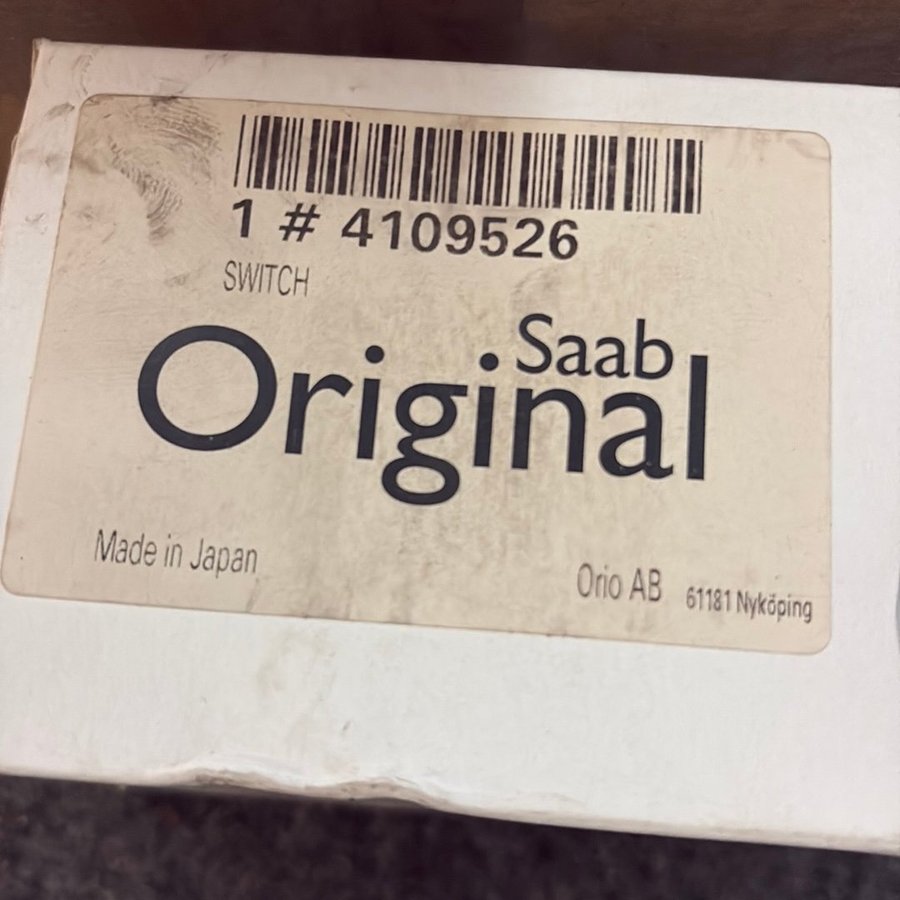 1 # 4109526
SWITCH
Saab
Original
Made in Japan
Orio AB 61181 Nyköping